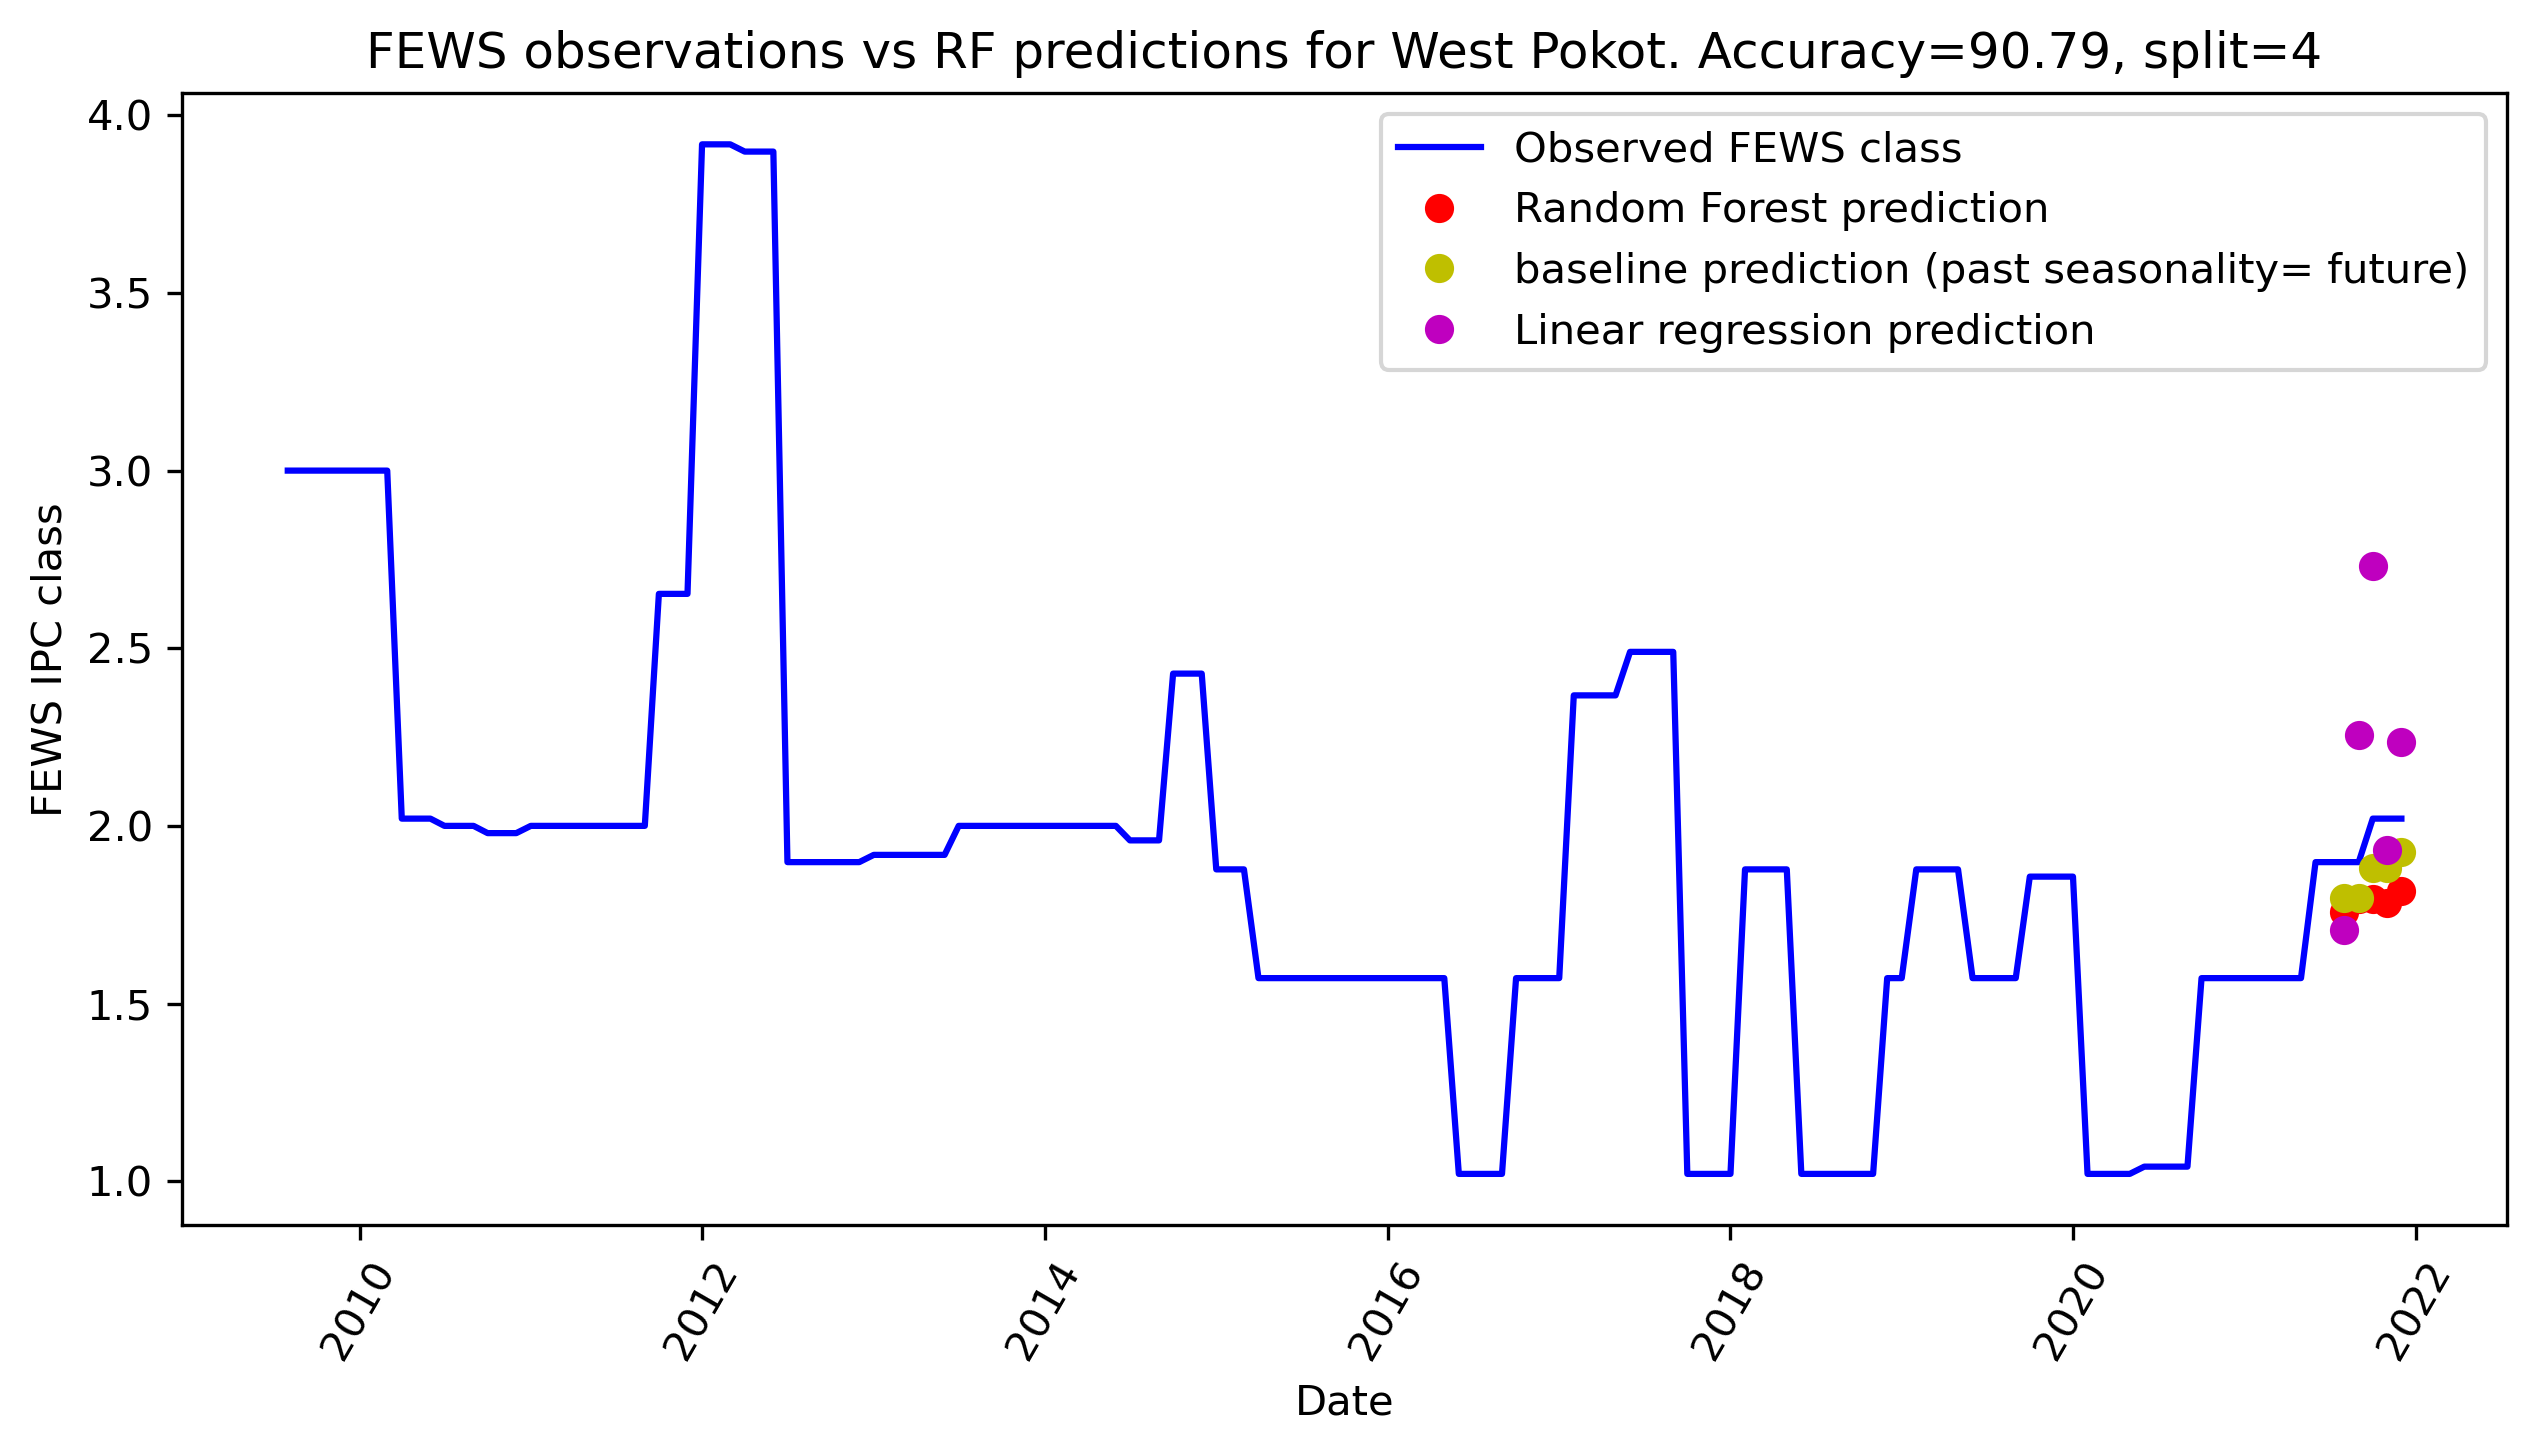 FEWS observations vs RF predictions for West Pokot. Accuracy=90.79, split=4
Observed FEWS class
Random Forest prediction
baseline prediction (past seasonality= future)
Linear regression prediction
FEWS IPC class
4.0
3.5
3.0
2.5
2.0
1.5
1.0
2010
2012
2014
2016
2018
2020
2022
Date